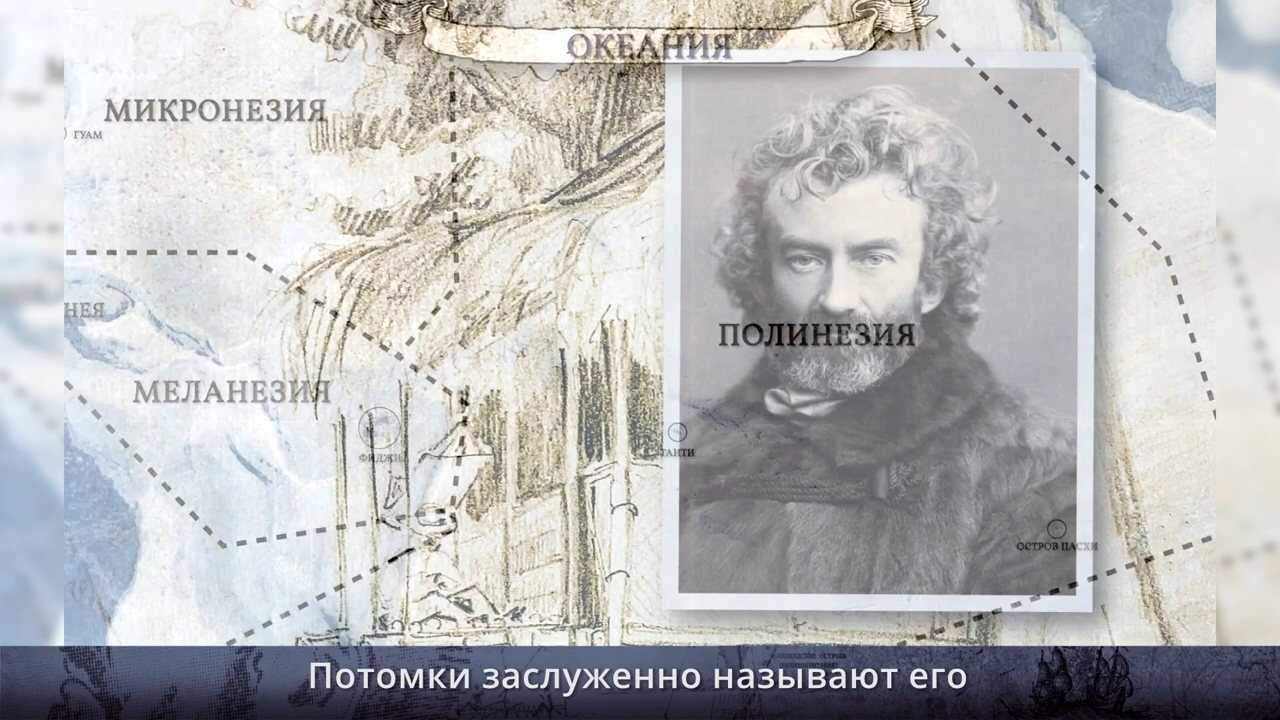 ОКЕАНИЯ
МИКРОНЕЗИЯ
ГУАМ
НЕЯ
ПОЛИНЕЗИЯ
МЕЛАНЕЗИЯ
ФИДЖИ
ТАИТИ
ОСТРОВ ПАСХИ
Потомки заслуженно называют его